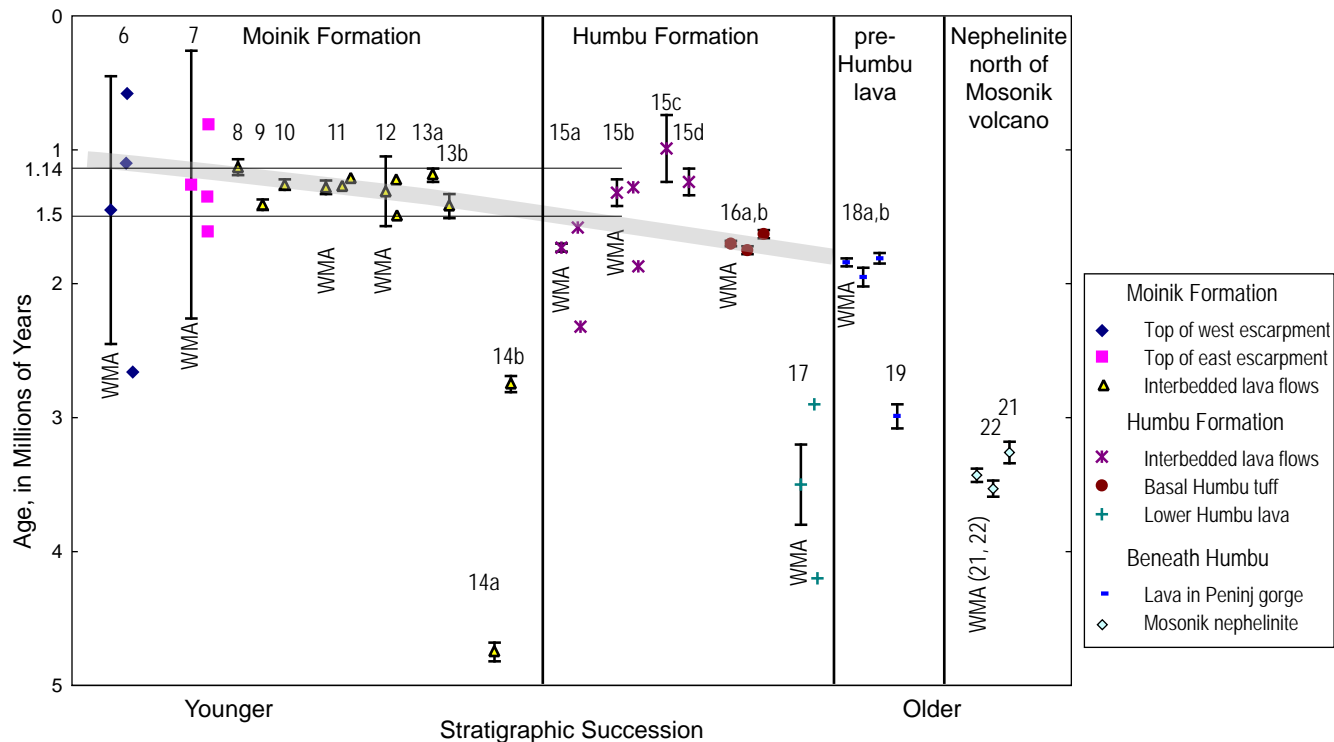 0
1
1.14
1.5
2
3
4
5
Age, in Millions of Years
Moinik Formation
Humbu Formation
pre-
Humbu
lava
Nephelinite
north of
Mosonik
volcano
6
7
8
9
10
11
12
13a
13b
14a
14b
15a
15b
15c
15d
16a,b
17
18a,b
19
22
21
WMA
WMA
WMA
WMA
WMA
WMA
WMA
WMA
WMA
WMA (21, 22)
Younger
Older
Stratigraphic Succession
Moinik Formation
Top of west escarpment
Top of east escarpment
Interbedded lava flows
Humbu Formation
Interbedded lava flows
Basal Humbu tuff
Lower Humbu lava
Beneath Humbu
Lava in Peninj gorge
Mosonik nephelinite